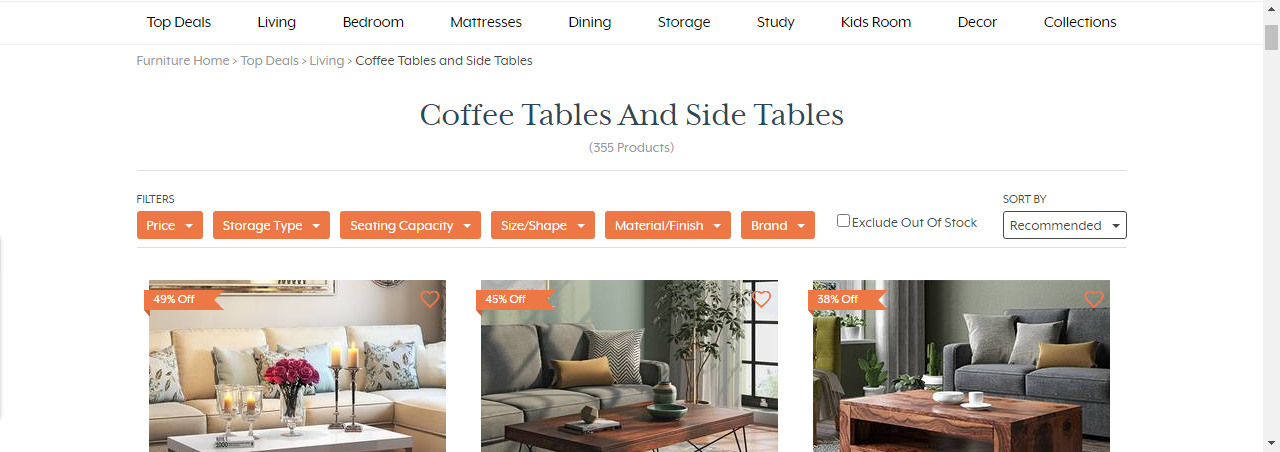 Top Deals Living Bedroom Mattresses Dining Storage Study Kids Room Decor Collections
Furniture Home > Top Deals > Living > Coffee Tables and Side Tables
Coffee Tables And Side Tables
(355 Products)
FILTERS
SORT BY
Price Storage Type Seating Capacity Size/Shape Material/Finish Brand Exclude Out Of Stock Recommended
49% Off
45% Off
38% Off